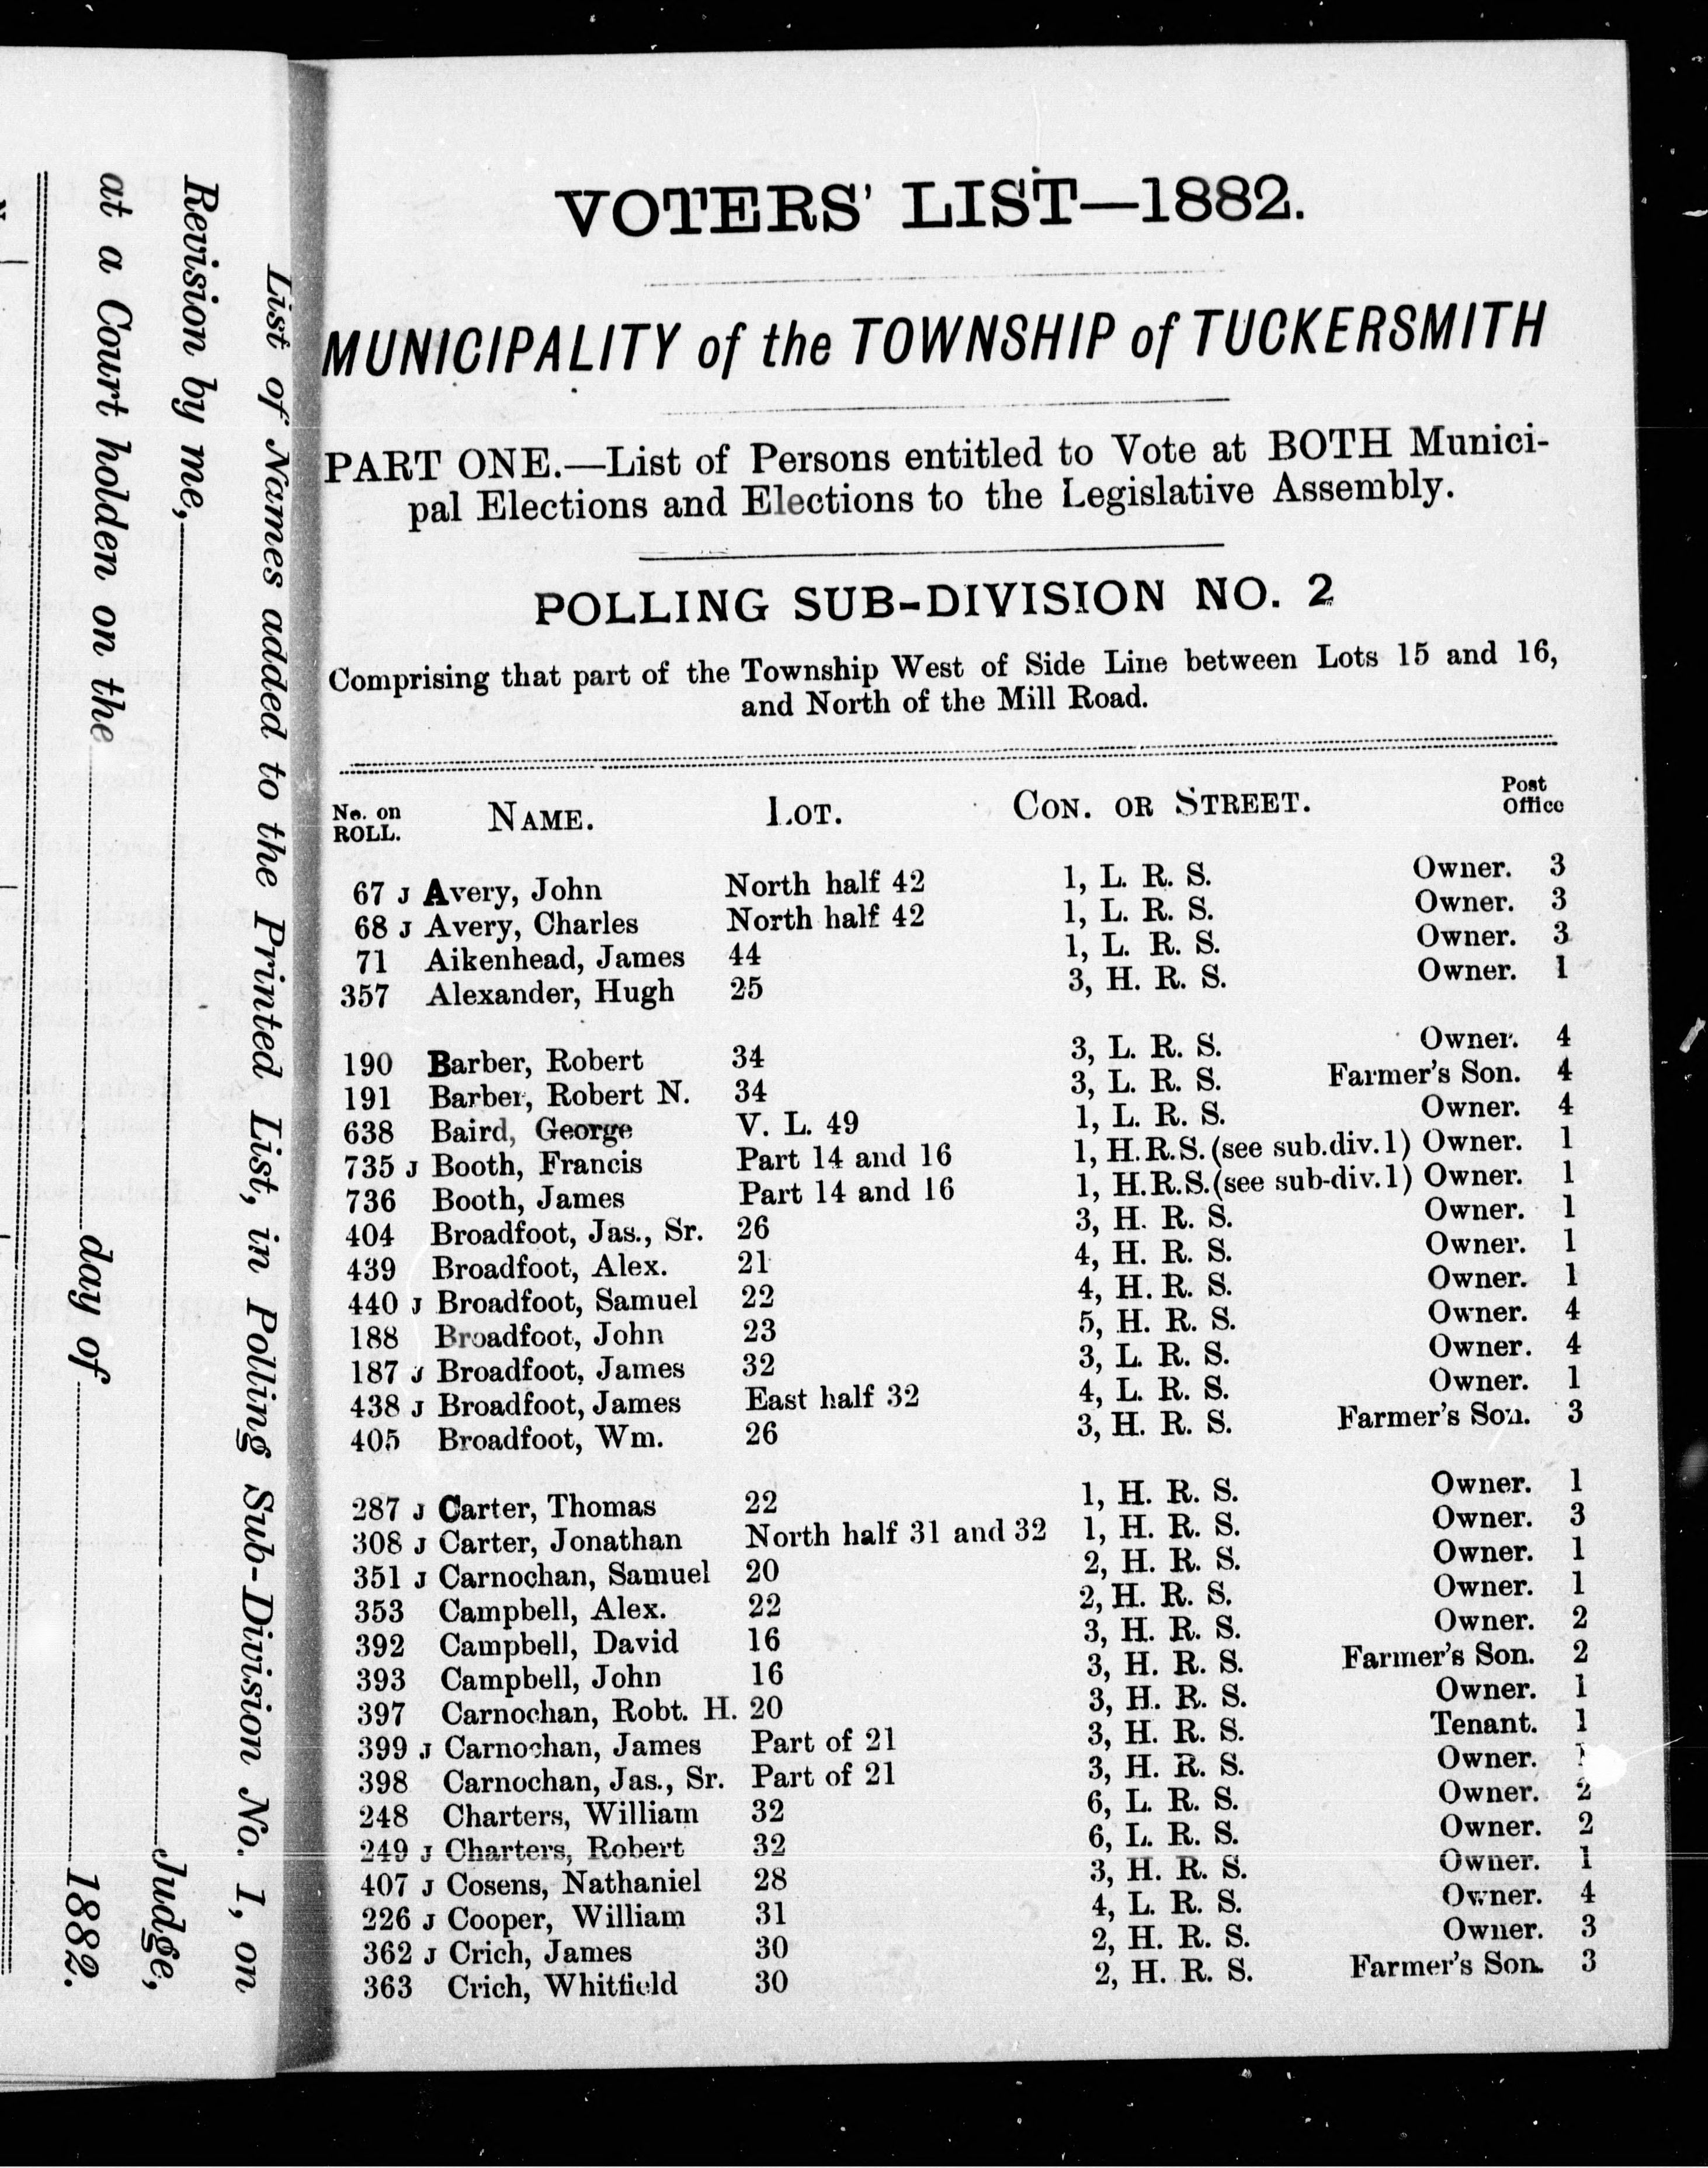 List of Names added to the Printed List, in Polling Sub-Division No. 1, on
Revision by me, Judge,
at a Court holden on the day of 1882.
VOTERS' LIST—1882.
MUNICIPALITY of the TOWNSHIP of TUCKERSMITH
PART ONE.—List of Persons entitled to Vote at BOTH Munici-
pal Elections and Elections to the Legislative Assembly.
POLLING SUB-DIVISION NO. 2
Comprising that part of the Township West of Side Line between Lots 15 and 16,
and North of the Mill Road.
No. on ROLL. NAME. LOT. CON. OR STREET. Post Office
67 J Avery, John North half 42 1, L. R. S. Owner. 3
68 J Avery, Charles North half 42 1, L. R. S. Owner. 3
71 Aikenhead, James 44 1, L. R. S. Owner. 3
357 Alexander, Hugh 25 3, H. R. S. Owner. 1
190 Barber, Robert 34 3, L. R. S. Owner. 4
191 Barber, Robert N. 34 3, L. R. S. Farmer's Son. 4
638 Baird, George V. L. 49 1, L. R. S. Owner. 4
735 J Booth, Francis Part 14 and 16 1, H.R.S. (see sub.div.1) Owner. 1
736 Booth, James Part 14 and 16 1, H.R.S. (see sub-div.1) Owner. 1
404 Broadfoot, Jas., Sr. 26 3, H. R. S. Owner. 1
439 Broadfoot, Alex. 21 4, H. R. S. Owner. 1
440 J Broadfoot, Samuel 22 4, H. R. S. Owner. 1
188 Broadfoot, John 23 5, H. R. S. Owner. 4
187 J Broadfoot, James 32 3, L. R. S. Owner. 4
438 J Broadfoot, James East half 32 4, L. R. S. Owner. 1
405 Broadfoot, Wm. 26 3, H. R. S. Farmer's Son. 3
287 J Carter, Thomas 22 1, H. R. S. Owner. 1
308 J Carter, Jonathan North half 31 and 32 1, H. R. S. Owner. 3
351 J Carnochan, Samuel 20 2, H. R. S. Owner. 1
353 Campbell, Alex. 22 2, H. R. S. Owner. 1
392 Campbell, David 16 3, H. R. S. Owner. 2
393 Campbell, John 16 3, H. R. S. Farmer's Son. 2
397 Carnochan, Robt. H. 20 3, H. R. S. Owner. 1
399 J Carnochan, James Part of 21 3, H. R. S. Tenant. 1
398 Carnochan, Jas., Sr. Part of 21 3, H. R. S. Owner.
248 Charters, William 32 6, L. R. S. Owner. 2
249 J Charters, Robert 32 6, L. R. S. Owner. 2
407 J Cosens, Nathaniel 28 3, H. R. S. Owner. 1
226 J Cooper, William 31 4, L. R. S. Owner. 4
362 J Crich, James 30 2, H. R. S. Owner. 3
363 Crich, Whitfield 30 2, H. R. S. Farmer's Son. 3